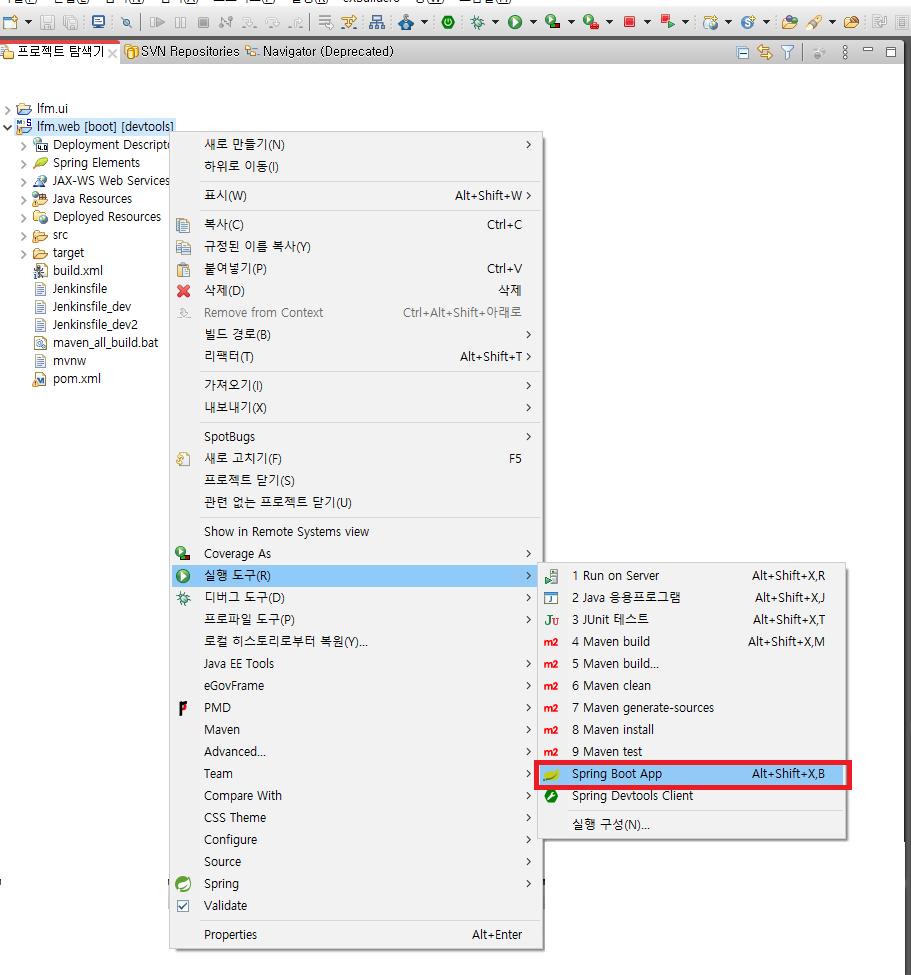 프로젝트 탐색기
SVN Repositories
Navigator (Deprecated)
lfm.ui
lfm.web [boot] [devtools]
Deployment Descripto
Spring Elements
JAX-WS Web Services
Java Resources
Deployed Resources
src
target
build.xml
Jenkinsfile
Jenkinsfile_dev
Jenkinsfile_dev2
maven_all_build.bat
mvnw
pom.xml
새로 만들기(N)
하위로 이동(I)
표시(W) Alt+Shift+W
복사(C) Ctrl+C
규정된 이름 복사(Y)
붙여넣기(P) Ctrl+V
삭제(D) 삭제
Remove from Context Ctrl+Alt+Shift+아래로
빌드 경로(B)
리팩터(T) Alt+Shift+T
가져오기(I)
내보내기(X)
SpotBugs
새로 고치기(F) F5
프로젝트 닫기(S)
관련 없는 프로젝트 닫기(U)
Show in Remote Systems view
Coverage As
실행 도구(R)
디버그 도구(D)
프로파일 도구(P)
로컬 히스토리로부터 복원(Y)...
Java EE Tools
eGovFrame
PMD
Maven
Advanced...
Team
Compare With
CSS Theme
Configure
Source
Spring
Validate
Properties Alt+Enter
1 Run on Server Alt+Shift+X,R
2 Java 응용프로그램 Alt+Shift+X,J
3 JUnit 테스트 Alt+Shift+X,T
4 Maven build Alt+Shift+X,M
5 Maven build...
6 Maven clean
7 Maven generate-sources
8 Maven install
9 Maven test
Spring Boot App Alt+Shift+X,B
Spring Devtools Client
실행 구성(N)...